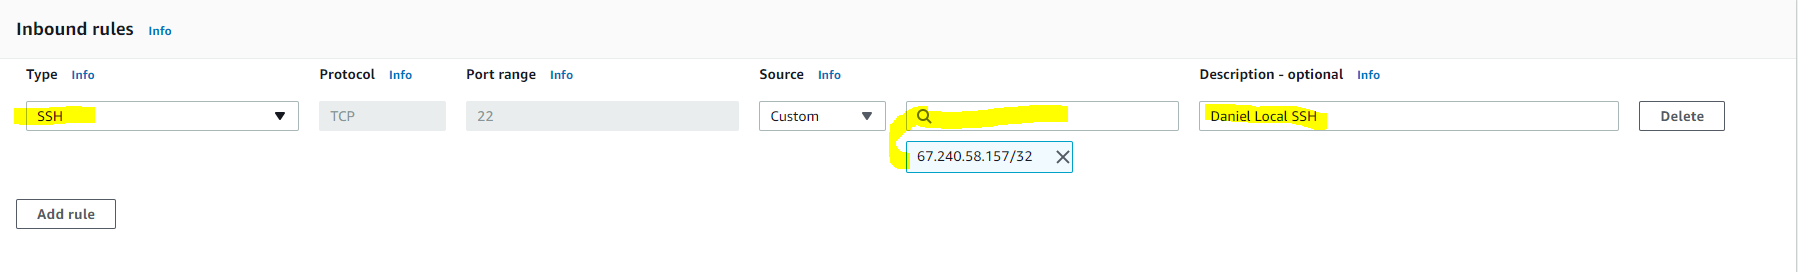 Inbound rules Info
Type Info Protocol Info Port range Info Source Info Description - optional Info
SSH TCP 22 Custom Daniel Local SSH Delete
67.240.58.157/32
Add rule